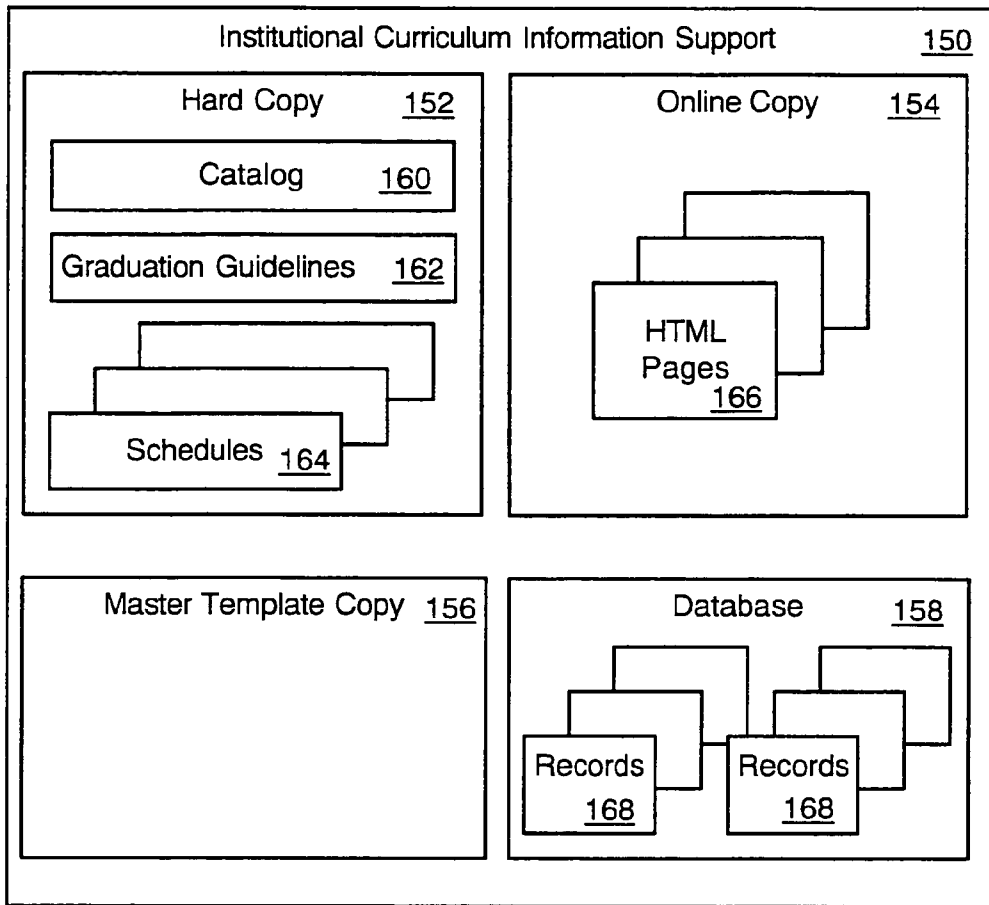 Institutional Curriculum Information Support 150
Hard Copy 152
Catalog 160
Graduation Guidelines 162
Schedules 164
Online Copy 154
HTML
Pages
166
Master Template Copy 156
Database 158
Records
168
Records
168